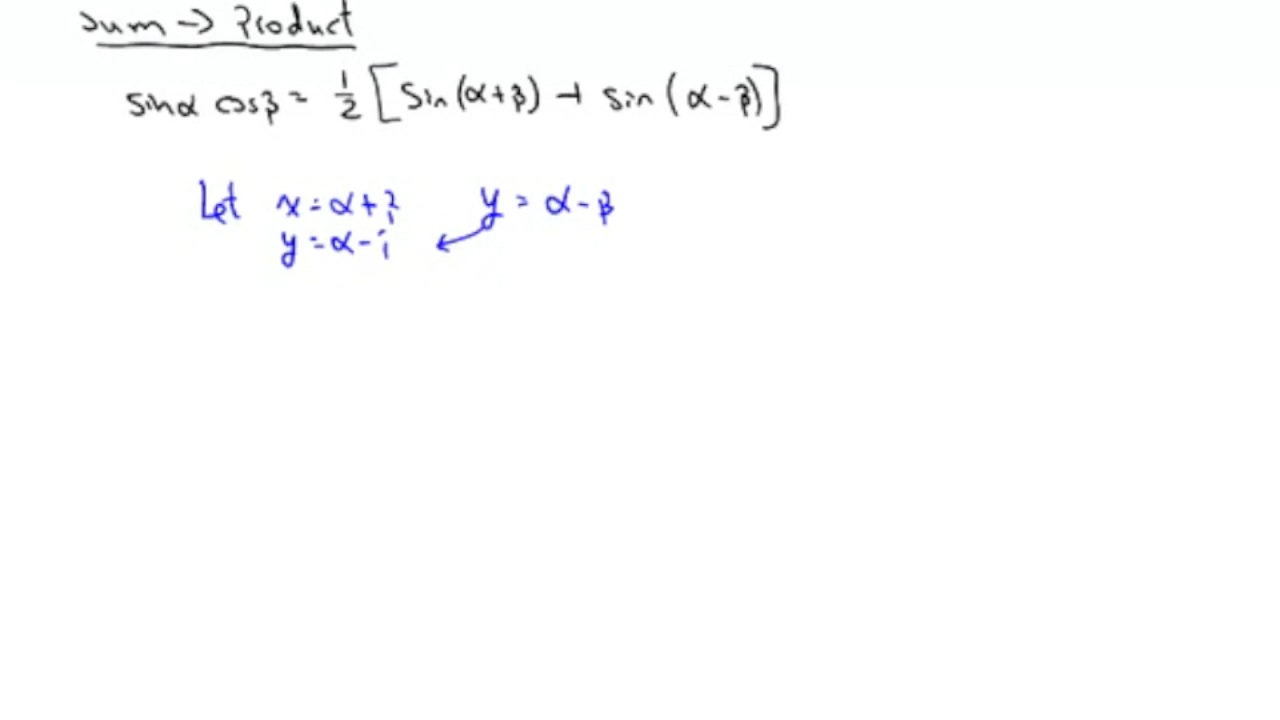 Sum → Product
sinα cosβ = 1/2 [sin(α+β) + sin(α-β)]
Let x = α+β y = α-β
y = α-